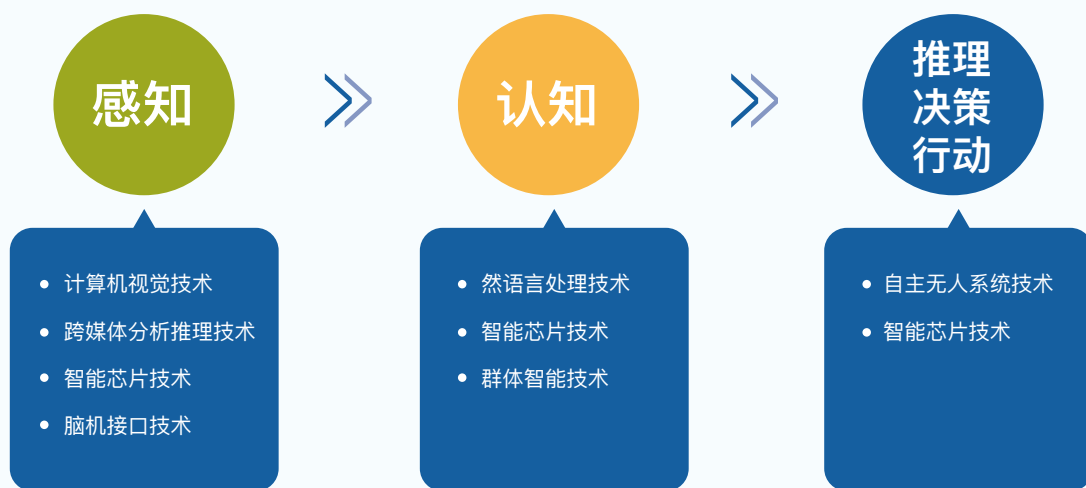 感知
认知
推理
决策
行动
计算机视觉技术
跨媒体分析推理技术
智能芯片技术
脑机接口技术
然语言处理技术
智能芯片技术
群体智能技术
自主无人系统技术
智能芯片技术